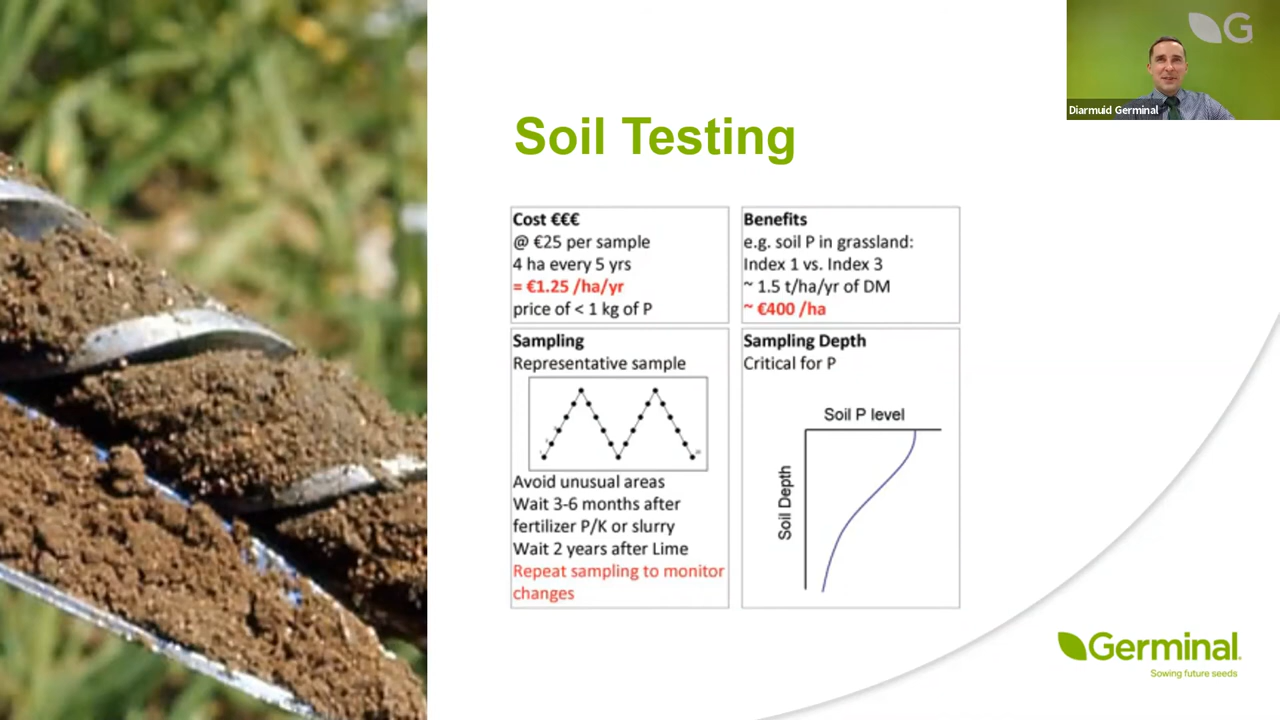 G
Diarmuid Germinal
Soil Testing
Cost €€€
@ €25 per sample
4 ha every 5 yrs
= €1.25 /ha/yr
price of < 1 kg of P
Benefits
e.g. soil P in grassland:
Index 1 vs. Index 3
~ 1.5 t/ha/yr of DM
~ €400 /ha
Sampling
Representative sample
Avoid unusual areas
Wait 3-6 months after
fertilizer P/K or slurry
Wait 2 years after Lime
Repeat sampling to monitor
changes
Sampling Depth
Critical for P
Soil P level
Soil Depth
Germinal
Sowing future seeds